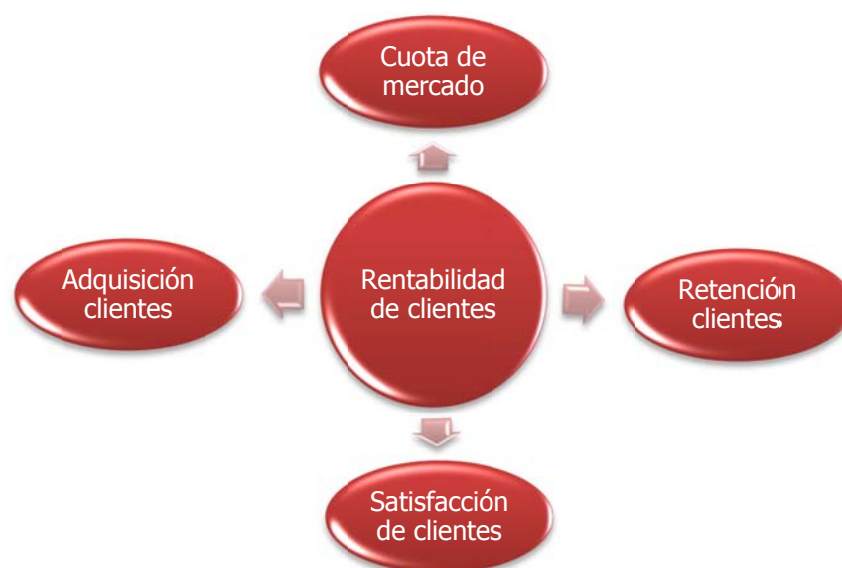 Cuota de
mercado
Adquisición
clientes
Rentabilidad
de clientes
Retención
clientes
Satisfacción
de clientes